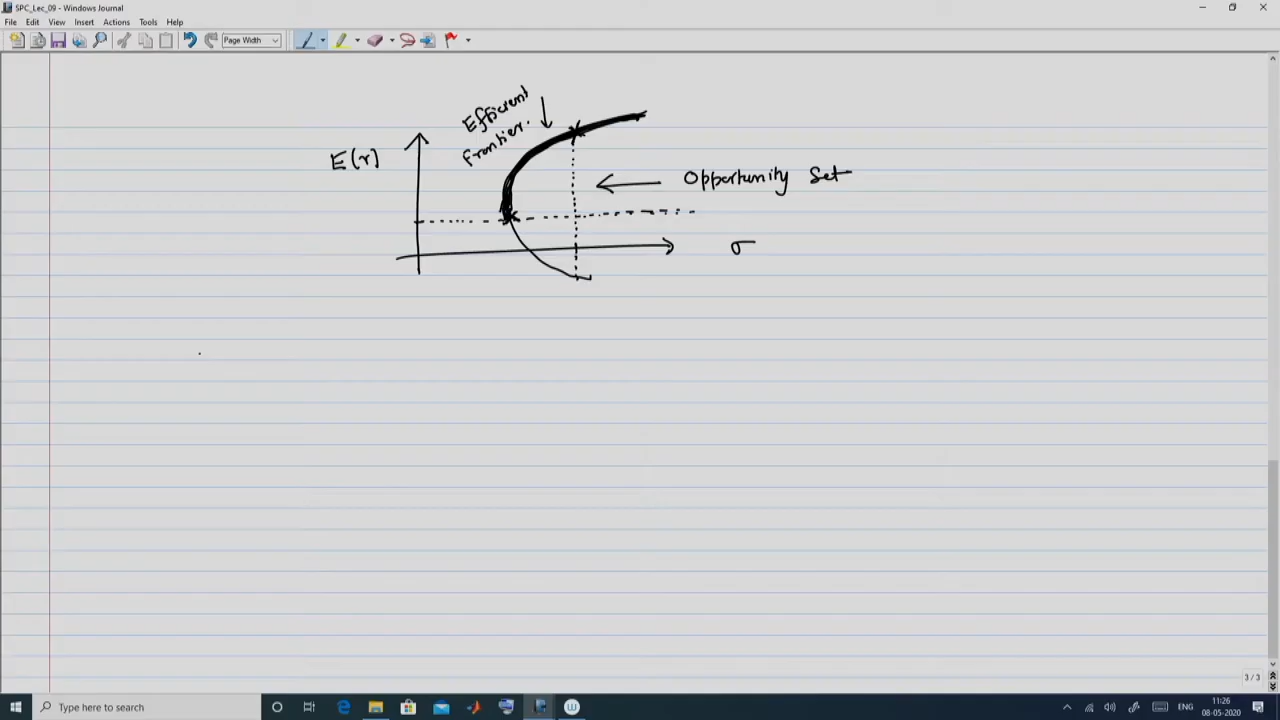 SPC_Lec_09 - Windows Journal
File Edit View Insert Actions Tools Help
Page Width
Efficient
frontier.
E(r)
Opportunity Set
σ
3 / 3
Type here to search
ENG
11:26
08-05-2020